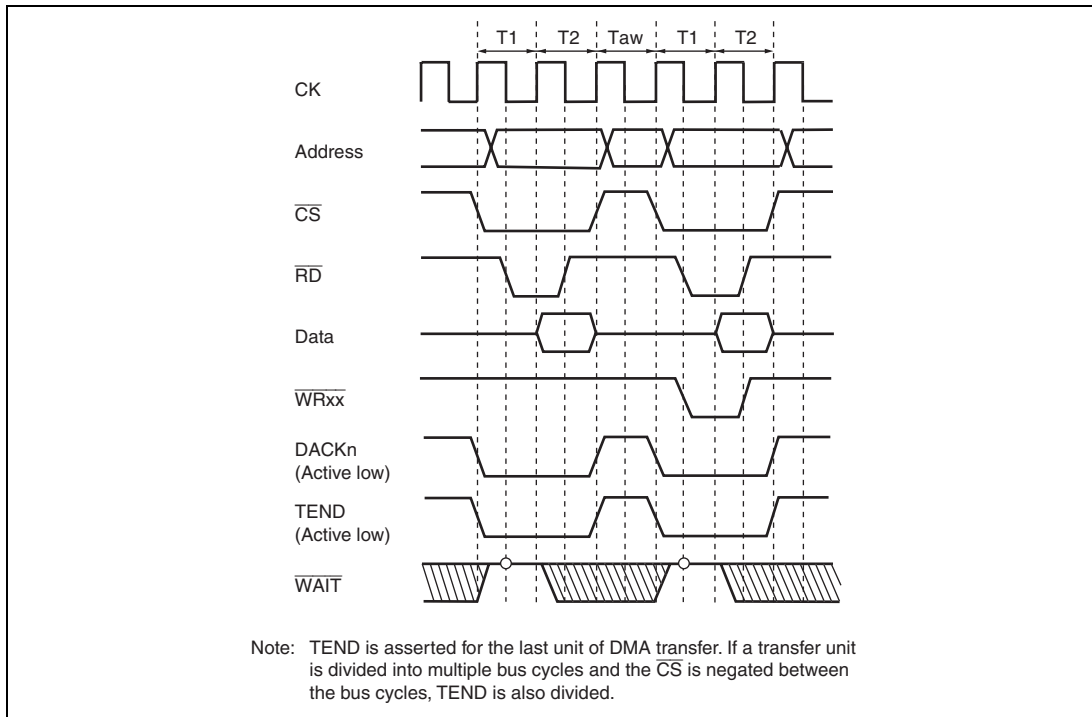 T1 T2 Taw T1 T2
CK
Address
CS
RD
Data
WRxx
DACKn
(Active low)
TEND
(Active low)
WAIT
Note: TEND is asserted for the last unit of DMA transfer. If a transfer unit
is divided into multiple bus cycles and the CS is negated between
the bus cycles, TEND is also divided.